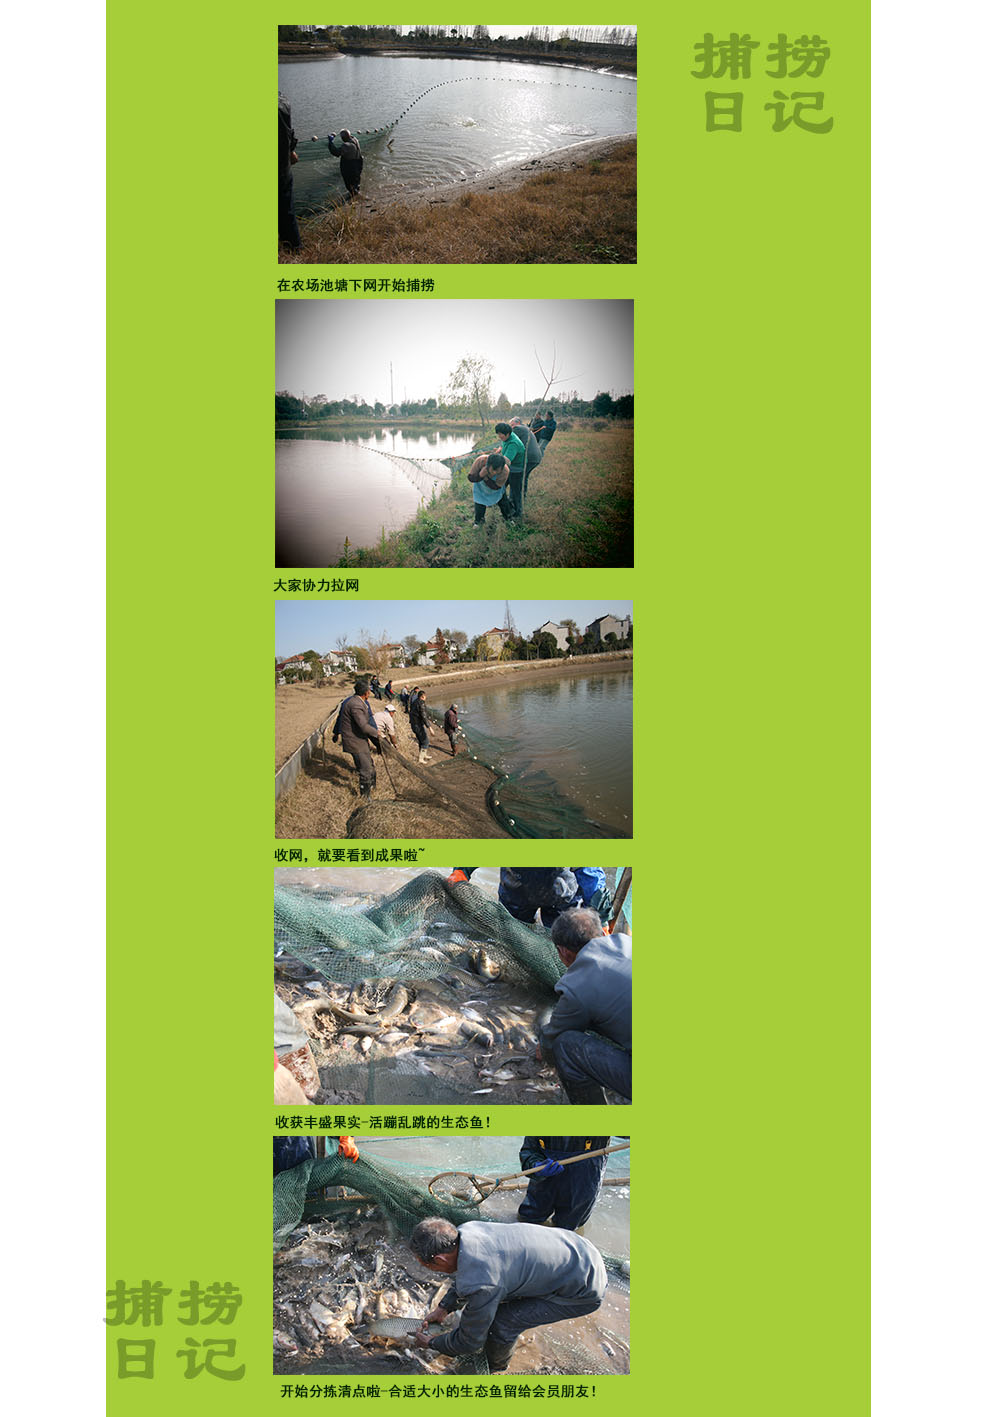 捕捞
日记
在农场池塘下网开始捕捞
大家协力拉网
收网，就要看到成果啦~
收获丰盛果实-活蹦乱跳的生态鱼！
捕捞
日记
开始分拣清点啦-合适大小的生态鱼留给会员朋友！